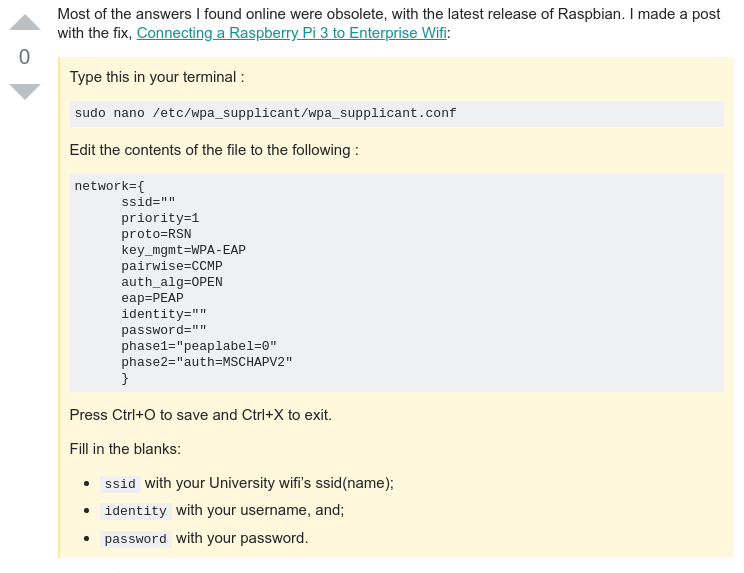 Most of the answers I found online were obsolete, with the latest release of Raspbian. I made a post
with the fix, Connecting a Raspberry Pi 3 to Enterprise Wifi:
0
Type this in your terminal :
sudo nano /etc/wpa_supplicant/wpa_supplicant.conf
Edit the contents of the file to the following :
network={
ssid=""
priority=1
proto=RSN
key_mgmt=WPA-EAP
pairwise=CCMP
auth_alg=OPEN
eap=PEAP
identity=""
password=""
phase1="peaplabel=0"
phase2="auth=MSCHAPV2"
}
Press Ctrl+O to save and Ctrl+X to exit.
Fill in the blanks:
• ssid with your University wifi’s ssid(name);
• identity with your username, and;
• password with your password.